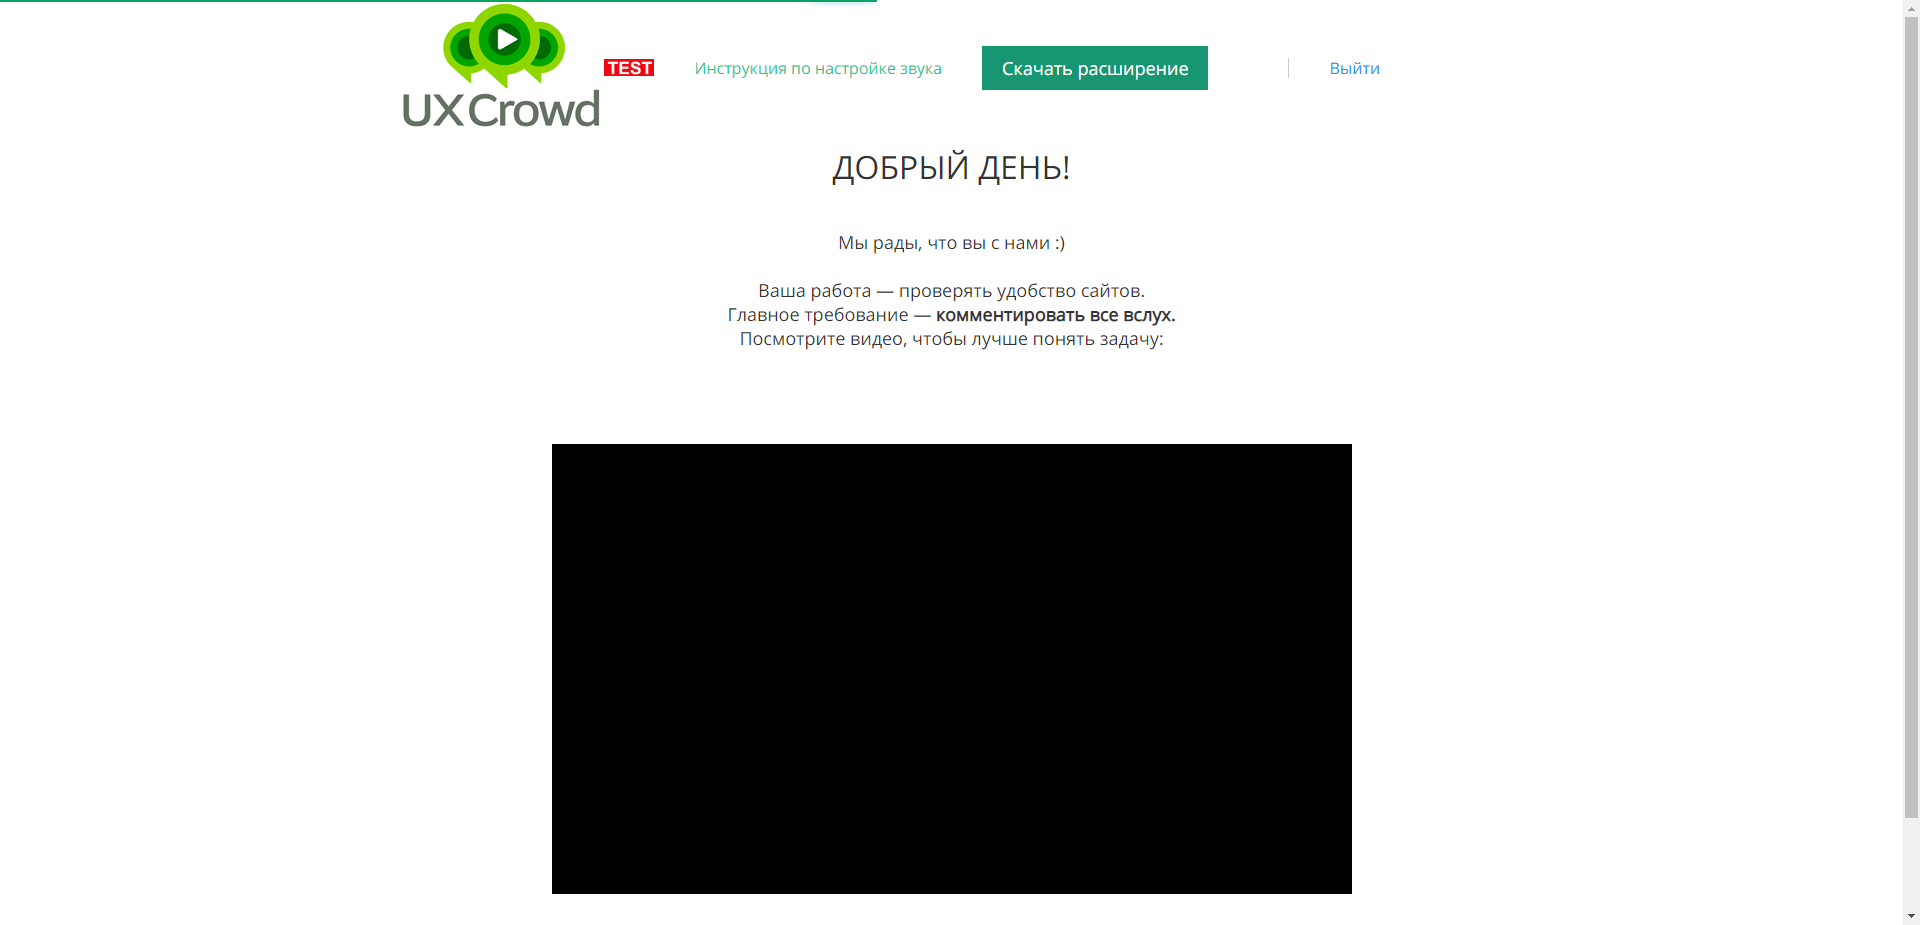 UXCrowd
TEST
Инструкция по настройке звука
Скачать расширение
Выйти
ДОБРЫЙ ДЕНЬ!
Мы рады, что вы с нами :)
Ваша работа — проверять удобство сайтов.
Главное требование — комментировать все вслух.
Посмотрите видео, чтобы лучше понять задачу: